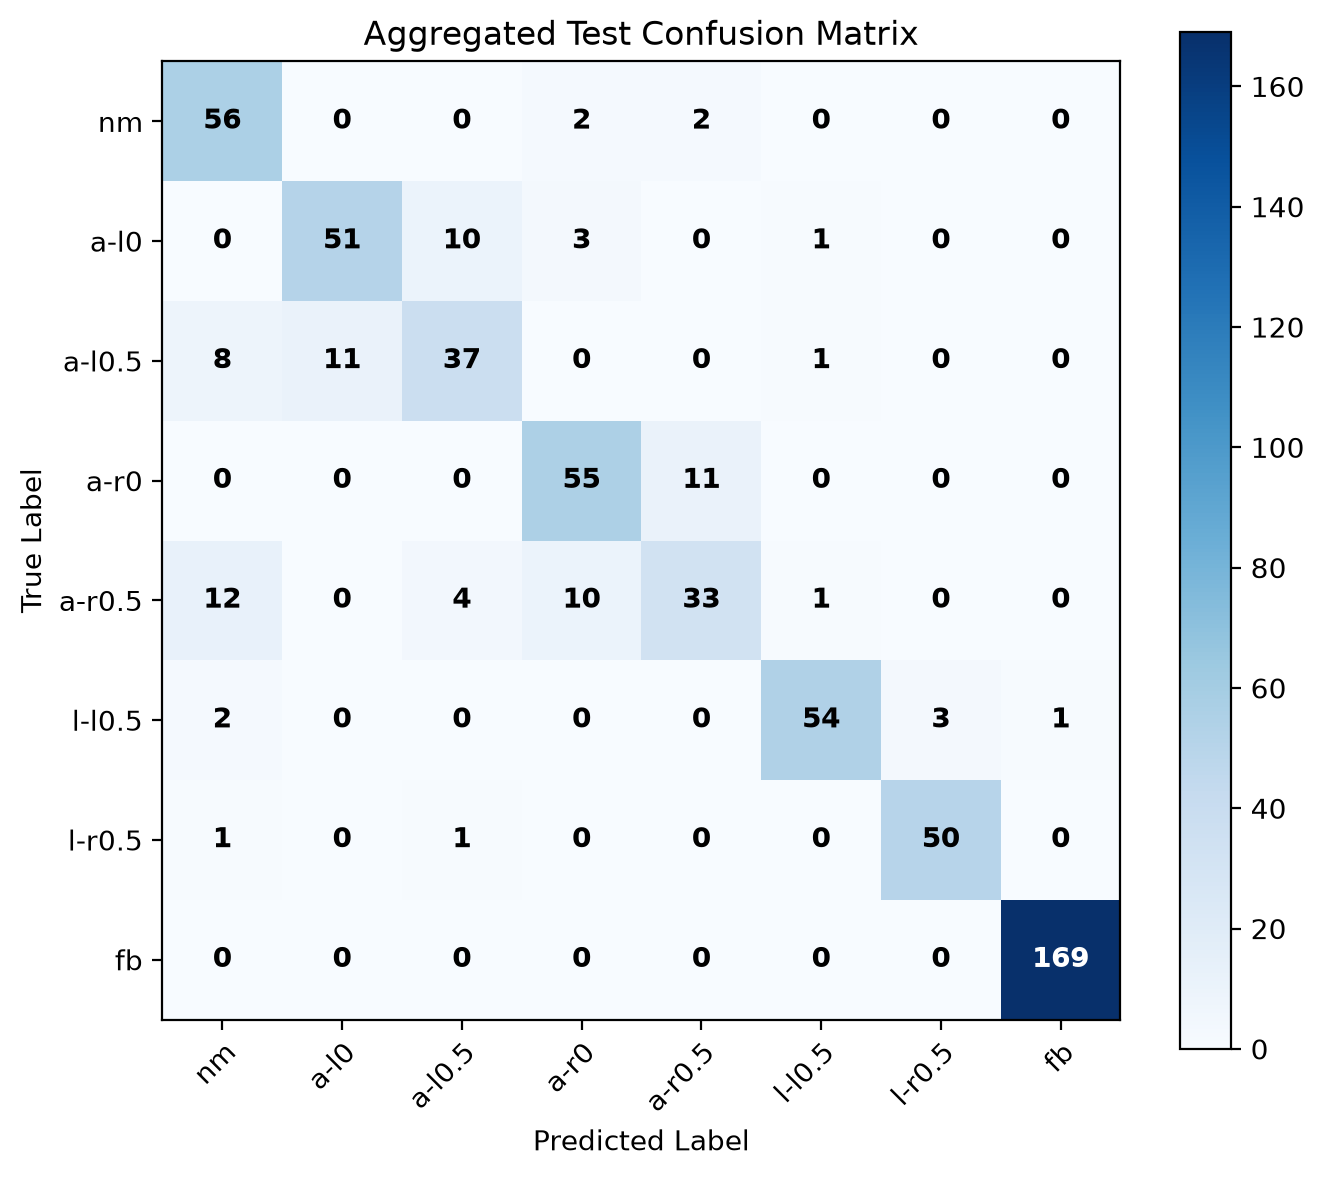 Aggregated Test Confusion Matrix
nm 56 0 0 2 2 0 0 0
a-l0 0 51 10 3 0 1 0 0
a-l0.5 8 11 37 0 0 1 0 0
a-r0 0 0 0 55 11 0 0 0
a-r0.5 12 0 4 10 33 1 0 0
l-l0.5 2 0 0 0 0 54 3 1
l-r0.5 1 0 1 0 0 0 50 0
fb 0 0 0 0 0 0 0 169
nm a-l0 a-l0.5 a-r0 a-r0.5 l-l0.5 l-r0.5 fb
Predicted Label
True Label
160
140
120
100
80
60
40
20
0